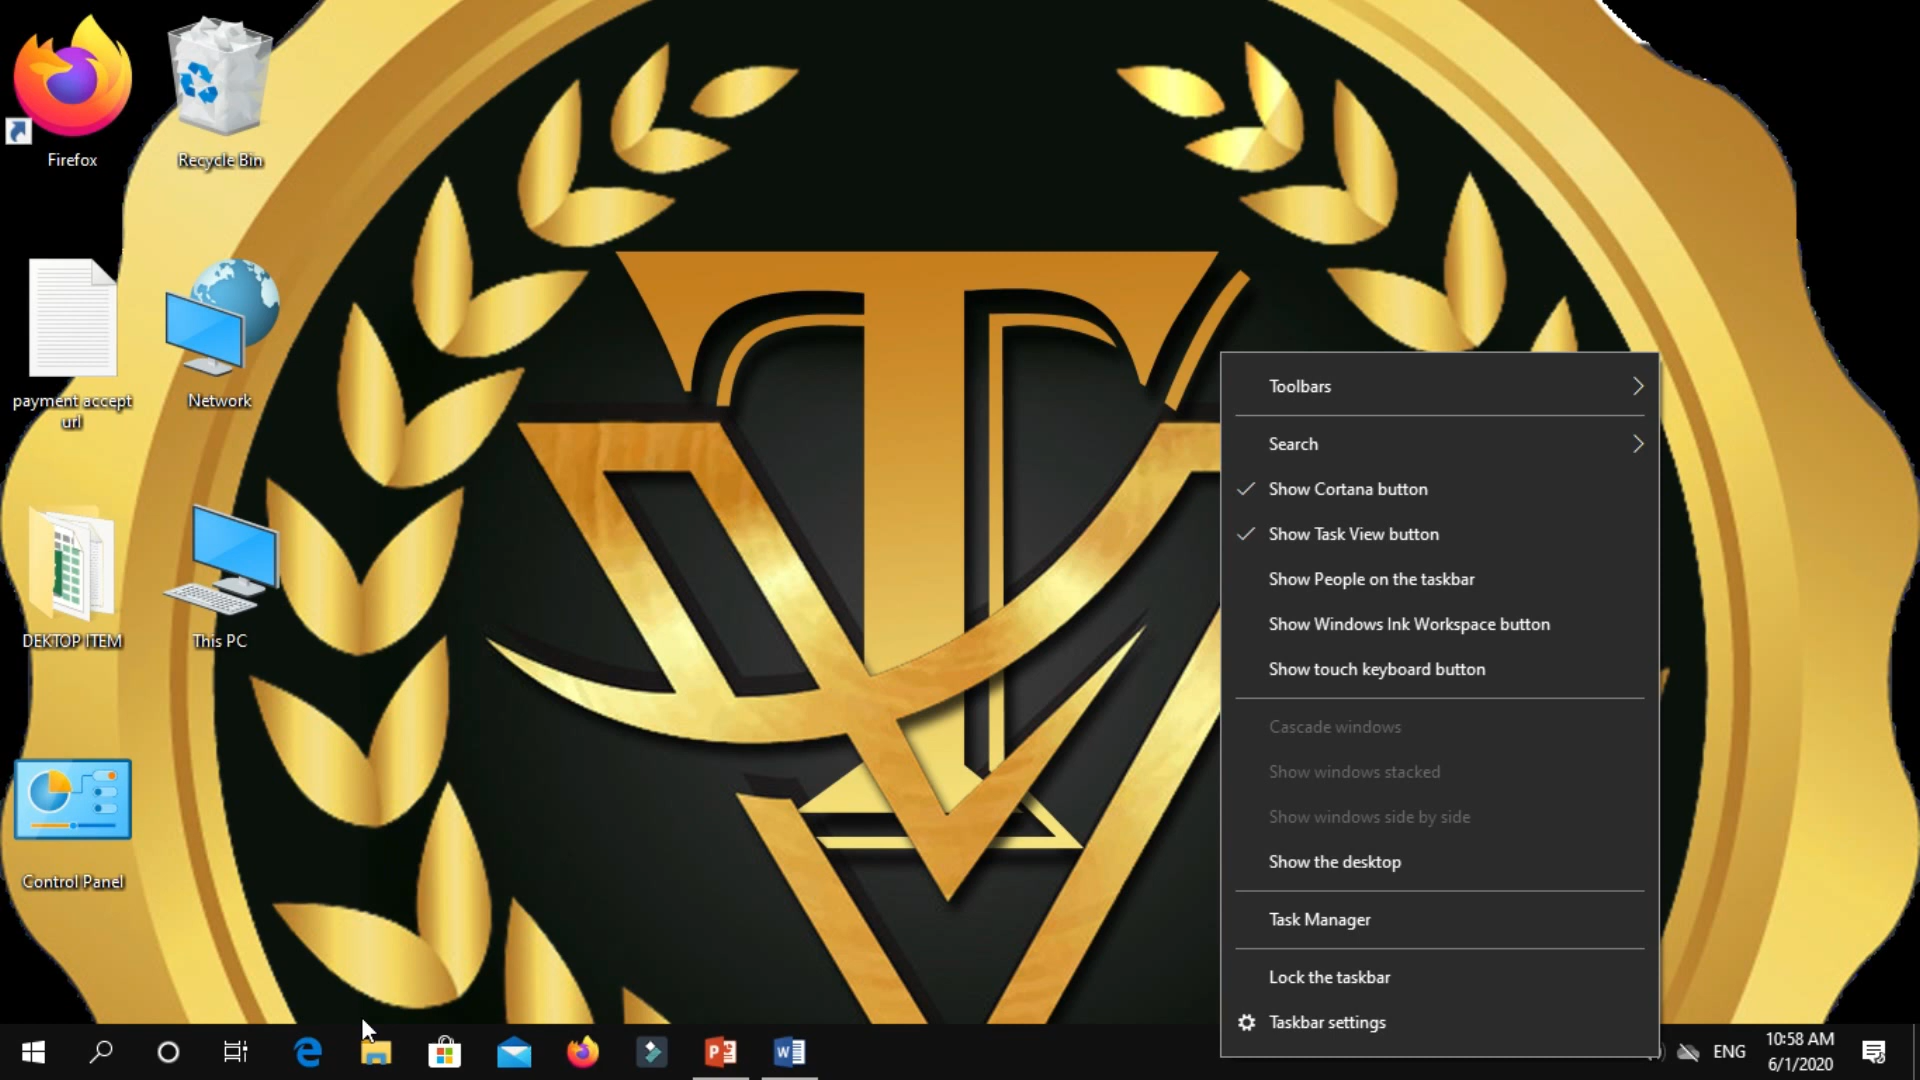 Firefox
Recycle Bin
payment accept
url
Network
DEKTOP ITEM
This PC
Control Panel
Toolbars
Search
Show Cortana button
Show Task View button
Show People on the taskbar
Show Windows Ink Workspace button
Show touch keyboard button
Cascade windows
Show windows stacked
Show windows side by side
Show the desktop
Task Manager
Lock the taskbar
Taskbar settings
ENG
10:58 AM
6/1/2020